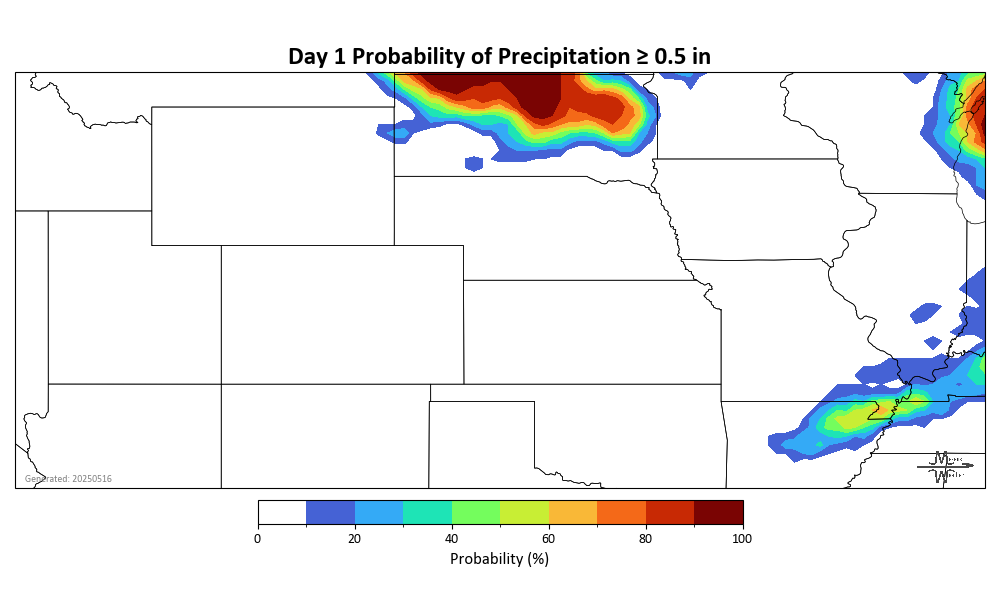 Day 1 Probability of Precipitation ≥ 0.5 in
Generated: 20250516
0 20 40 60 80 100
Probability (%)